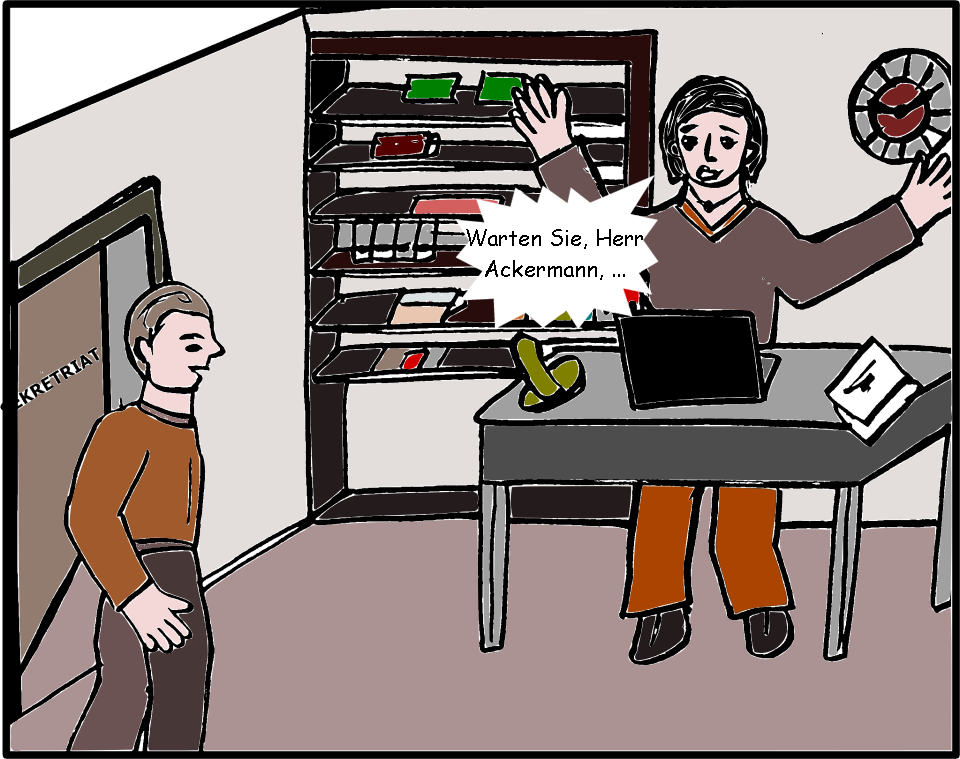 Warten Sie, Herr
Ackermann, ...
EKRETRIAT